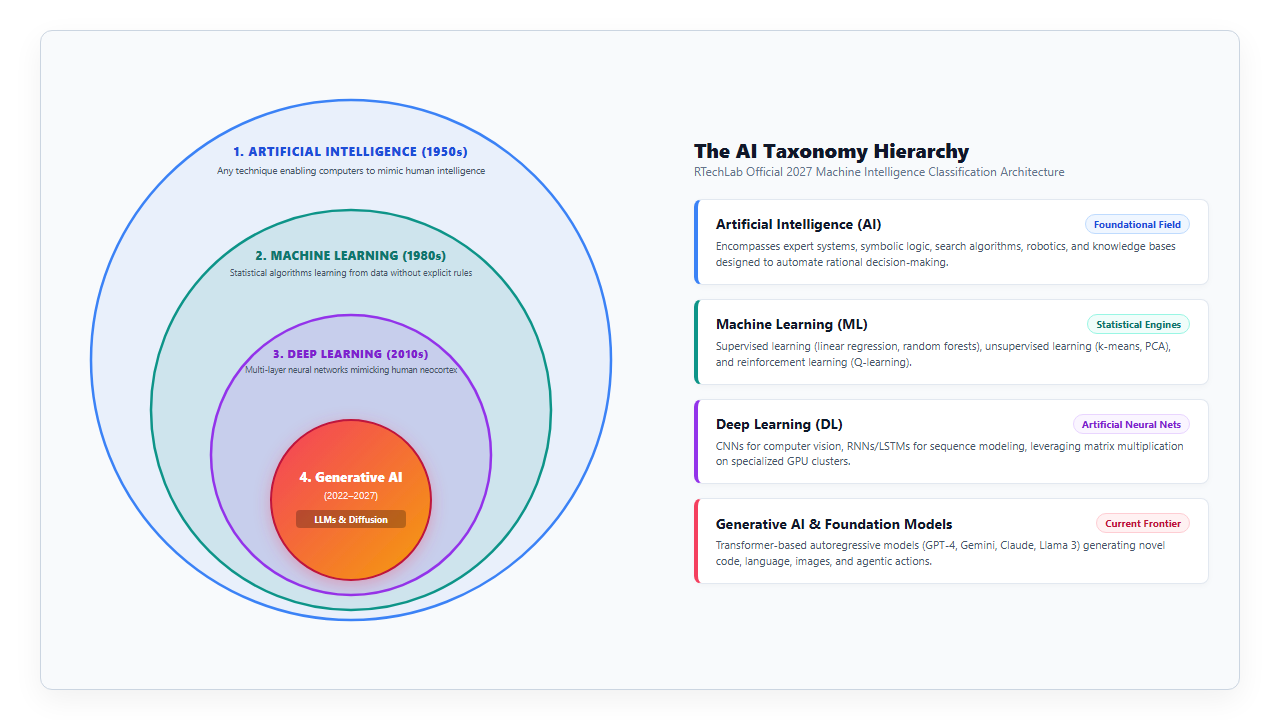 1. ARTIFICIAL INTELLIGENCE (1950s)
Any technique enabling computers to mimic human intelligence
2. MACHINE LEARNING (1980s)
Statistical algorithms learning from data without explicit rules
3. DEEP LEARNING (2010s)
Multi-layer neural networks mimicking human neocortex
4. Generative AI
(2022–2027)
LLMs & Diffusion
The AI Taxonomy Hierarchy
RTechLab Official 2027 Machine Intelligence Classification Architecture
Artificial Intelligence (AI)
Foundational Field
Encompasses expert systems, symbolic logic, search algorithms, robotics, and knowledge bases
designed to automate rational decision-making.
Machine Learning (ML)
Statistical Engines
Supervised learning (linear regression, random forests), unsupervised learning (k-means, PCA),
and reinforcement learning (Q-learning).
Deep Learning (DL)
Artificial Neural Nets
CNNs for computer vision, RNNs/LSTMs for sequence modeling, leveraging matrix multiplication
on specialized GPU clusters.
Generative AI & Foundation Models
Current Frontier
Transformer-based autoregressive models (GPT-4, Gemini, Claude, Llama 3) generating novel
code, language, images, and agentic actions.